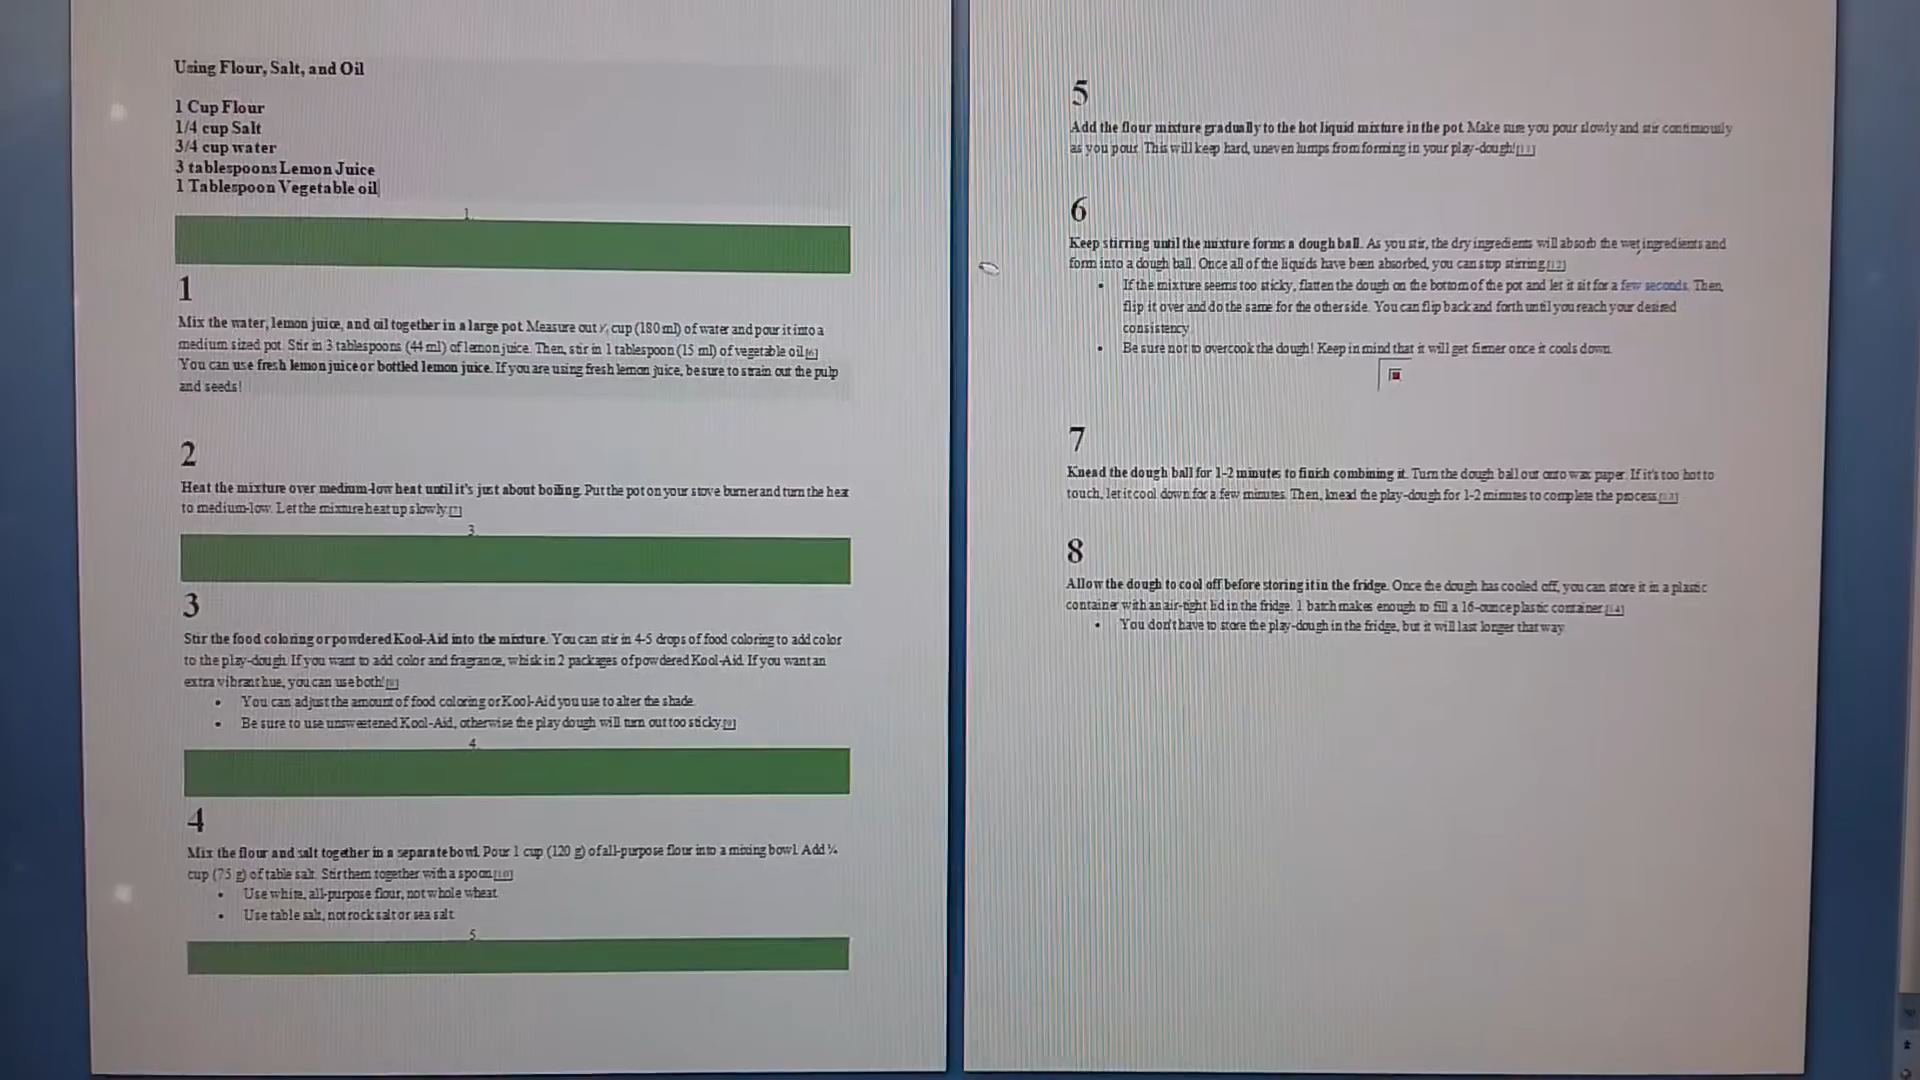 Using Flour, Salt, and Oil
1 Cup Flour
1/4 cup Salt
3/4 cup water
3 tablespoons Lemon Juice
1 Tablespoon Vegetable oil
1.
1
Mix the water, lemon juice, and oil together in a large pot. Measure out cup (180 ml) of water and pour it into a
medium sized pot. Stir in 3 tablespoons (44 ml) of lemon juice. Then, stir in 1 tablespoon (15 ml) of vegetable oil.[6]
You can use fresh lemon juice or bottled lemon juice. If you are using fresh lemon juice, be sure to strain out the pulp
and seeds!
2
Heat the mixture over medium-low heat until it's just about boiling. Put the pot on your stove burner and turn the heat
to medium-low. Let the mixture heat up slowly.[7]
3.
3
Stir the food coloring or powdered Kool-Aid into the mixture. You can stir in 4-5 drops of food coloring to add color
to the play-dough. If you want to add color and fragrance, whisk in 2 packages of powdered Kool-Aid. If you want an
extra vibrant hue, you can use both![8]
• You can adjust the amount of food coloring or Kool-Aid you use to alter the shade.
• Be sure to use unsweetened Kool-Aid, otherwise the play dough will turn out too sticky.[9]
4.
4
Mix the flour and salt together in a separate bowl. Pour 1 cup (120 g) of all-purpose flour into a mixing bowl. Add ¼
cup (75 g) of table salt. Stir them together with a spoon.[10]
• Use white, all-purpose flour, not whole wheat.
• Use table salt, not rock salt or sea salt.
5.
5
Add the flour mixture gradually to the hot liquid mixture in the pot. Make sure you pour slowly and stir continuously
as you pour. This will keep hard, uneven lumps from forming in your play-dough![11]
6
Keep stirring until the mixture forms a dough ball. As you stir, the dry ingredients will absorb the wet ingredients and
form into a dough ball. Once all of the liquids have been absorbed, you can stop stirring.[12]
• If the mixture seems too sticky, flatten the dough on the bottom of the pot and let it sit for a few seconds. Then,
flip it over and do the same for the other side. You can flip back and forth until you reach your desired
consistency.
• Be sure not to overcook the dough! Keep in mind that it will get firmer once it cools down.
7
Knead the dough ball for 1-2 minutes to finish combining it. Turn the dough ball out onto wax paper. If it's too hot to
touch, let it cool down for a few minutes. Then, knead the play-dough for 1-2 minutes to complete the process.[13]
8
Allow the dough to cool off before storing it in the fridge. Once the dough has cooled off, you can store it in a plastic
container with an air-tight lid in the fridge. 1 batch makes enough to fill a 16-ounce plastic container.[14]
• You don't have to store the play-dough in the fridge, but it will last longer that way.